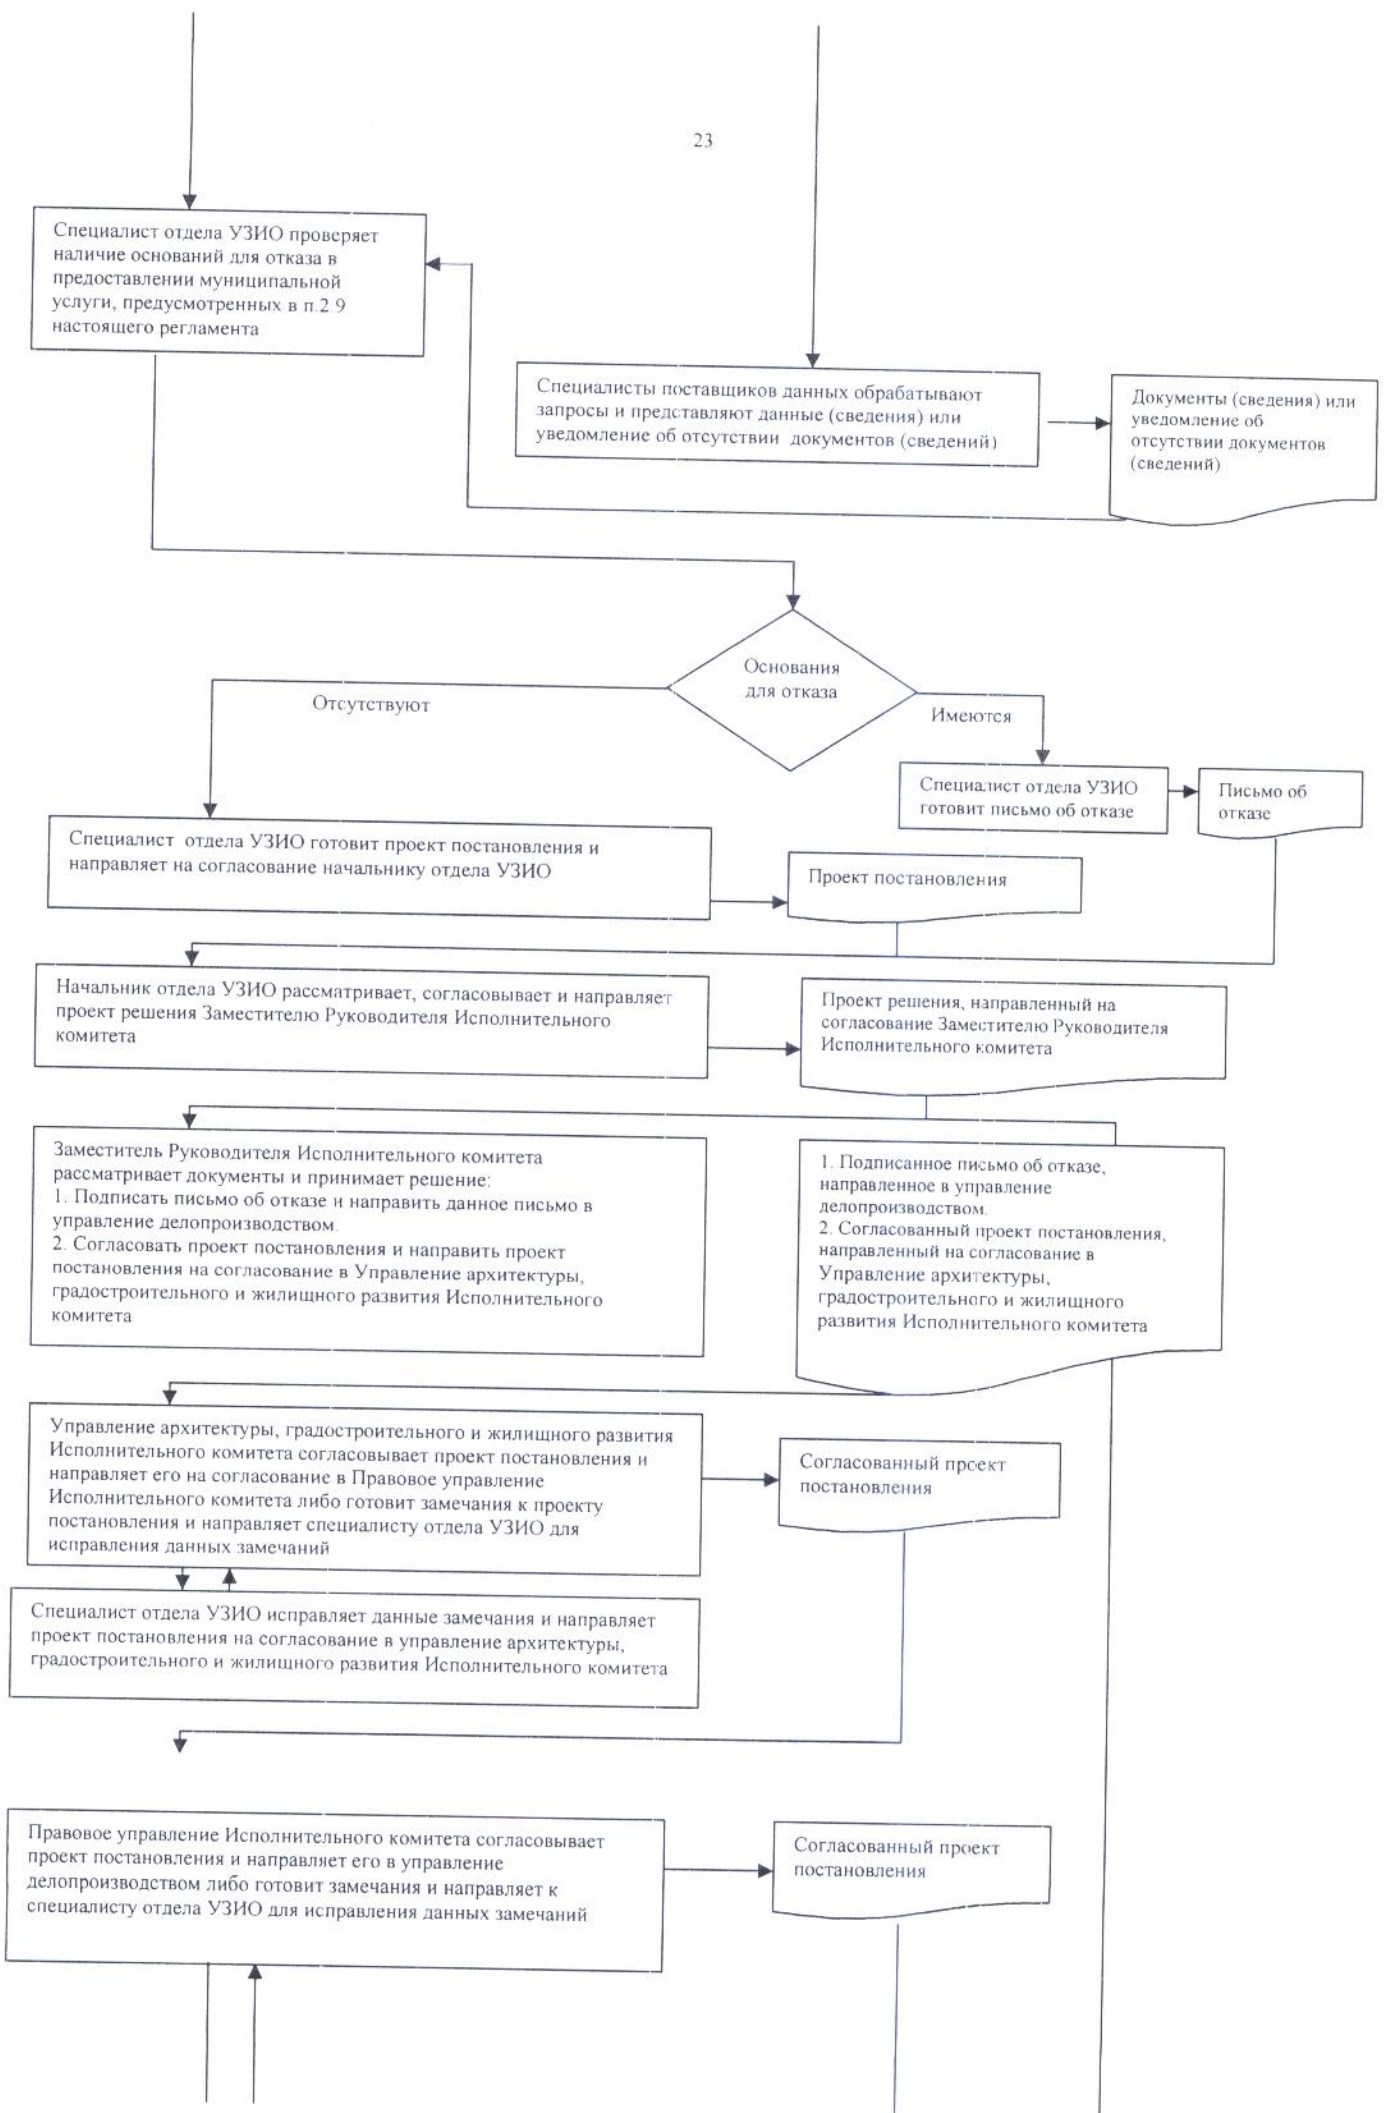 23
Специалист отдела УЗИО проверяет
наличие оснований для отказа в
предоставлении муниципальной
услуги, предусмотренных в п.2.9
настоящего регламента
Специалисты поставщиков данных обрабатывают
запросы и представляют данные (сведения) или
уведомление об отсутствии документов (сведений)
Документы (сведения) или
уведомление об
отсутствии документов
(сведений)
Основания
для отказа
Отсутствуют
Имеются
Специалист отдела УЗИО
готовит письмо об отказе
Письмо об
отказе
Специалист отдела УЗИО готовит проект постановления и
направляет на согласование начальнику отдела УЗИО
Проект постановления
Начальник отдела УЗИО рассматривает, согласовывает и направляет
проект решения Заместителю Руководителя Исполнительного
комитета
Проект решения, направленный на
согласование Заместителю Руководителя
Исполнительного комитета
Заместитель Руководителя Исполнительного комитета
рассматривает документы и принимает решение:
1. Подписать письмо об отказе и направить данное письмо в
управление делопроизводством.
2. Согласовать проект постановления и направить проект
постановления на согласование в Управление архитектуры,
градостроительного и жилищного развития Исполнительного
комитета
1. Подписанное письмо об отказе,
направленное в управление
делопроизводством.
2. Согласованный проект постановления,
направленный на согласование в
Управление архитектуры,
градостроительного и жилищного
развития Исполнительного комитета
Управление архитектуры, градостроительного и жилищного развития
Исполнительного комитета согласовывает проект постановления и
направляет его на согласование в Правовое управление
Исполнительного комитета либо готовит замечания к проекту
постановления и направляет специалисту отдела УЗИО для
исправления данных замечаний
Согласованный проект
постановления
Специалист отдела УЗИО исправляет данные замечания и направляет
проект постановления на согласование в управление архитектуры,
градостроительного и жилищного развития Исполнительного комитета
Правовое управление Исполнительного комитета согласовывает
проект постановления и направляет его в управление
делопроизводством либо готовит замечания и направляет к
специалисту отдела УЗИО для исправления данных замечаний
Согласованный проект
постановления